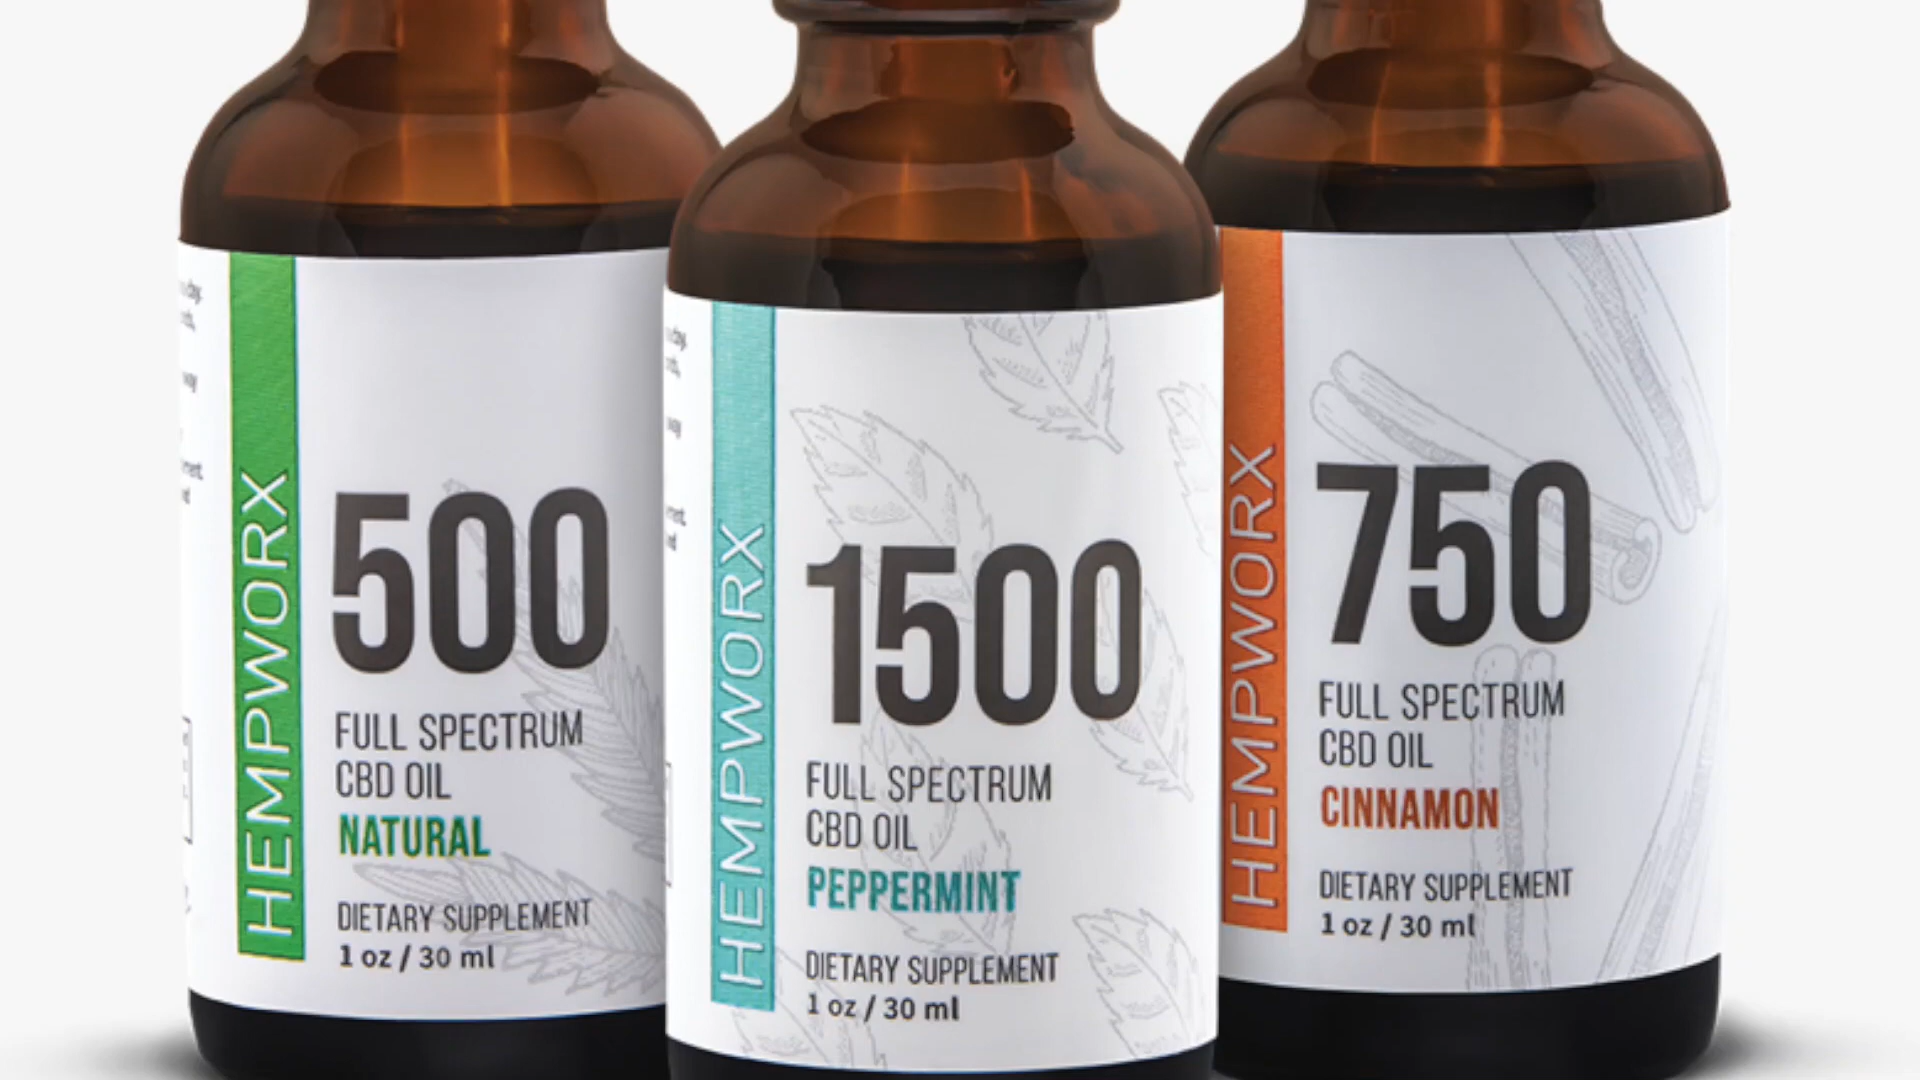 HEMPWORX
500
FULL SPECTRUM
CBD OIL
NATURAL
DIETARY SUPPLEMENT
1 oz / 30 ml
way
HEMPWORX
1500
FULL SPECTRUM
CBD OIL
PEPPERMINT
DIETARY SUPPLEMENT
1 oz / 30 ml
HEMPWORX
750
FULL SPECTRUM
CBD OIL
CINNAMON
DIETARY SUPPLEMENT
1 oz / 30 ml